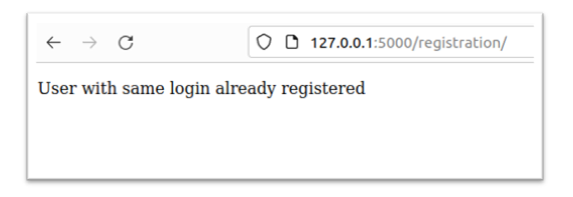 127.0.0.1:5000/registration/
User with same login already registered